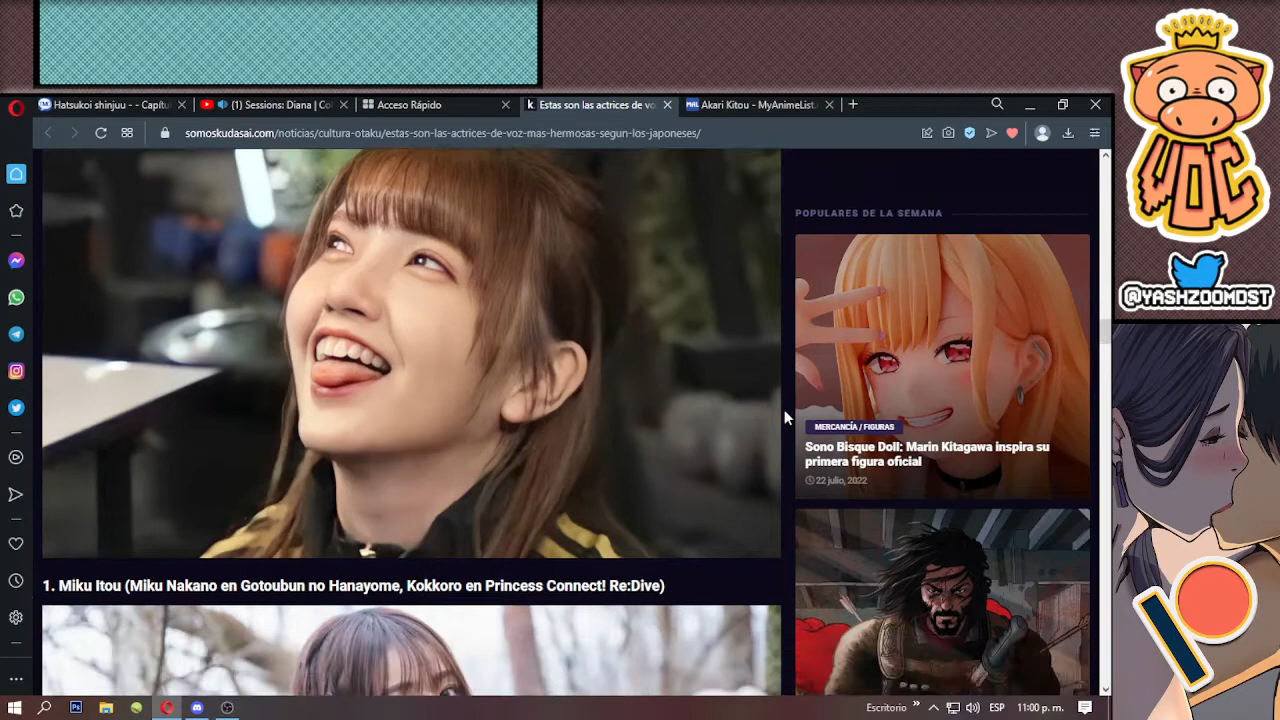 Hatsukoi shinjuu - - Capítu
(1) Sessions: Diana | Co
Acceso Rápido
Estas son las actrices de vo
MAL
Akari Kitou - MyAnimeList.
somoskudasai.com/noticias/cultura-otaku/estas-son-las-actrices-de-voz-mas-hermosas-segun-los-japoneses/
WOC
@YASHZOOMDST
POPULARES DE LA SEMANA
MERCANCÍA / FIGURAS
Sono Bisque Doll: Marin Kitagawa inspira su
primera figura oficial
22 julio, 2022
1. Miku Itou (Miku Nakano en Gotoubun no Hanayome, Kokkoro en Princess Connect! Re:Dive)
Ps
Escritorio
ESP
11:00 p. m.